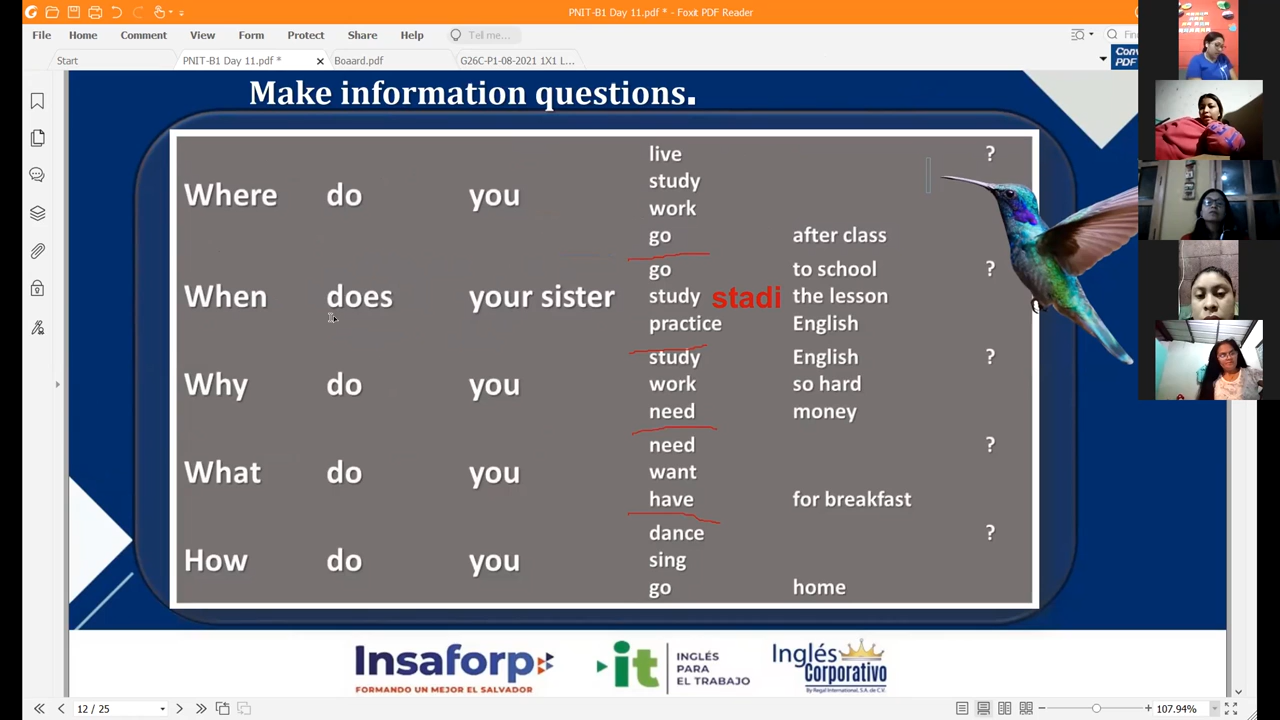 PNIT-B1 Day 11.pdf * - Foxit PDF Reader
File Home Comment View Form Protect Share Help Tell me...
Start PNIT-B1 Day 11.pdf * Boaard.pdf G26C-P1-08-2021 1X1 L...
PDF
Make information questions.
live ?
study
Where do you
work
go after class
go to school ?
When does your sister study stadi the lesson
practice English
study English ?
Why do you work so hard
need money
need ?
What do you want
have for breakfast
dance ?
How do you sing
go home
Insaforp
FORMANDO UN MEJOR EL SALVADOR
it
INGLÉS
PARA
EL TRABAJO
Inglés
Corporativo
By Regal International, S.A. de C.V.
12 / 25 107.94%